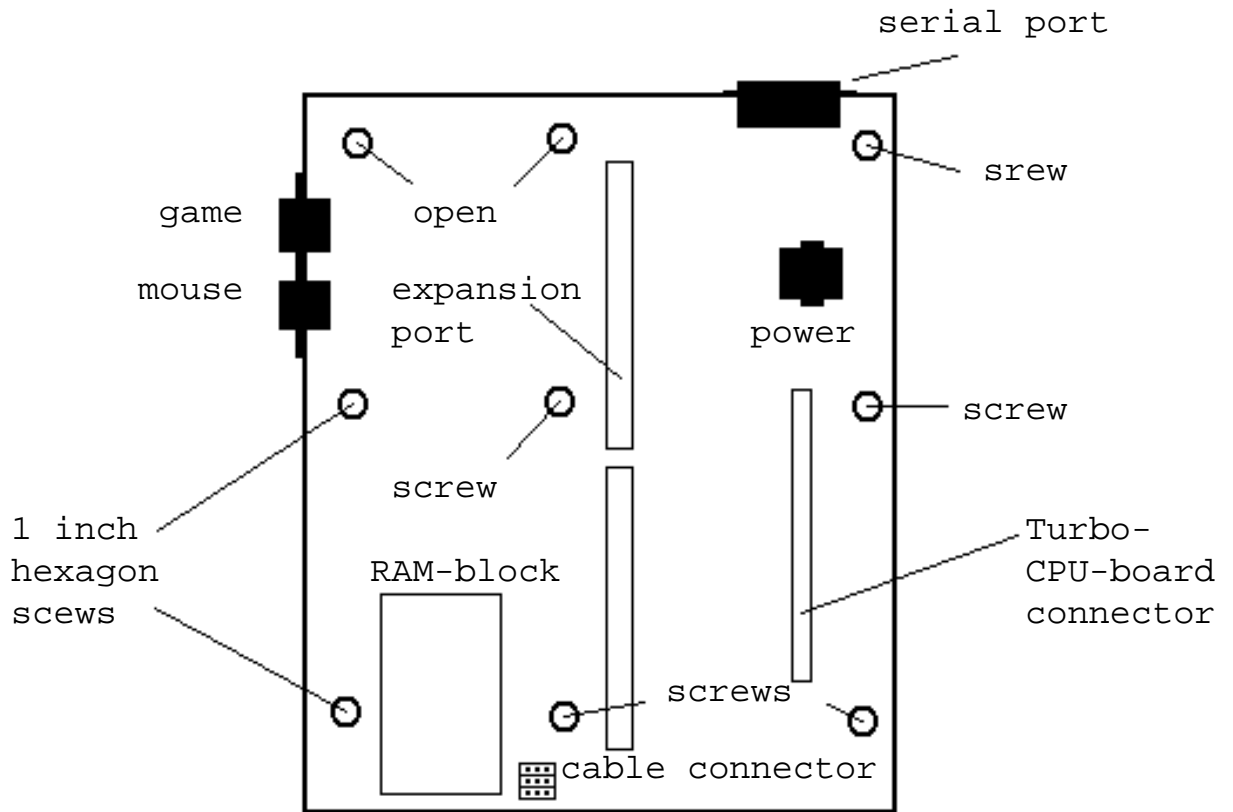 serial port
srew
game
open
mouse
expansion
port
power
screw
screw
1 inch
hexagon
scews
RAM-block
Turbo-
CPU-board
connector
screws
cable connector